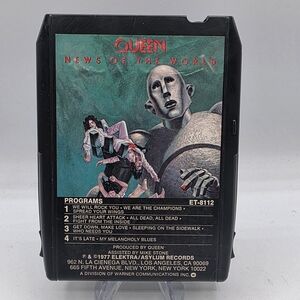 QUEEN
NEWS OF THE WORLD
PROGRAMS ET-8112
1 WE WILL ROCK YOU • WE ARE THE CHAMPIONS •
SPREAD YOUR WINGS
2 SHEER HEART ATTACK • ALL DEAD, ALL DEAD •
FIGHT FROM THE INSIDE
3 GET DOWN, MAKE LOVE • SLEEPING ON THE SIDEWALK •
WHO NEEDS YOU
4 IT'S LATE • MY MELANCHOLY BLUES
PRODUCED BY QUEEN
ASSISTED BY MIKE STONE
℗ & ©1977 ELEKTRA/ASYLUM RECORDS
962 N. LA CIENEGA BLVD., LOS ANGELES, CA 90069
665 FIFTH AVENUE, NEW YORK, NEW YORK 10022
A DIVISION OF WARNER COMMUNICATIONS INC.